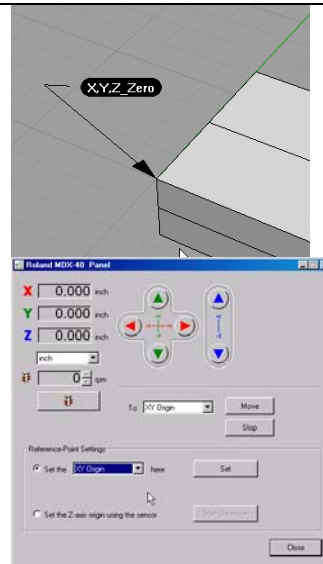 X,Y,Z_Zero
Roland MDX-40 Panel
X 0.000 inch
Y 0.000 inch
Z 0.000 inch
inch
0 rpm
To XY Origin Move
Stop
Reference-Point Settings
Set the XY Origin here Set
Set the Z-axis origin using the sensor
Close